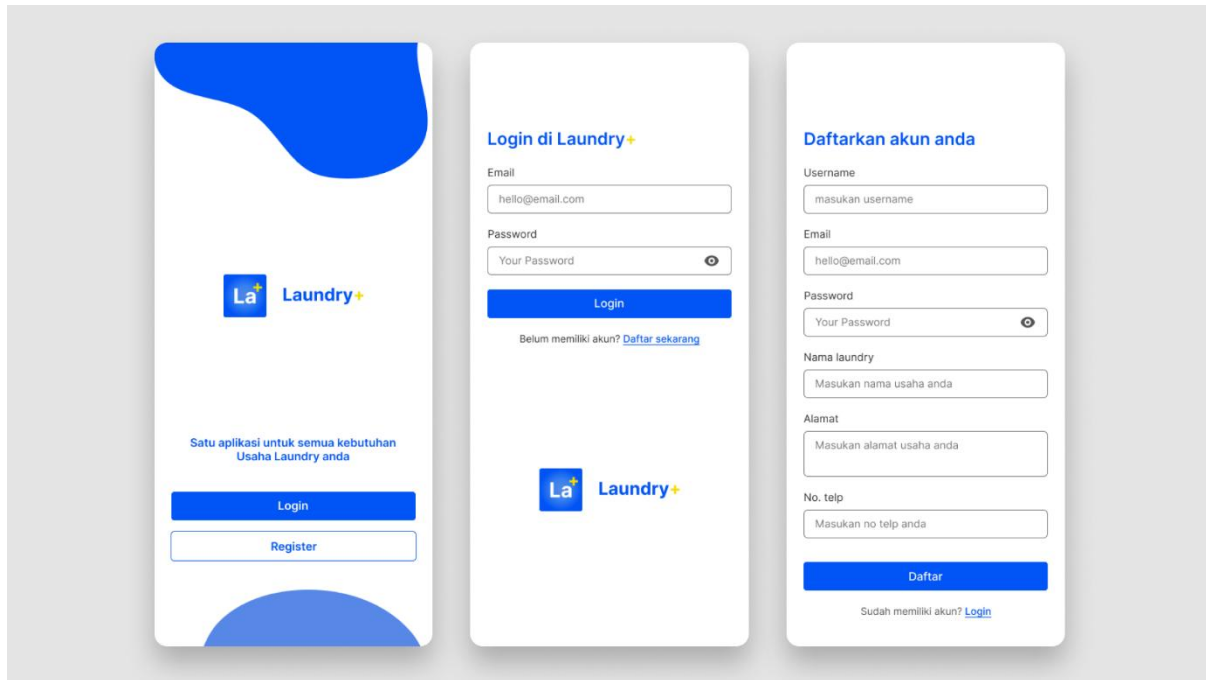 La+
Laundry+
Satu aplikasi untuk semua kebutuhan
Usaha Laundry anda
Login
Register
Login di Laundry+
Email
hello@email.com
Password
Your Password
Login
Belum memiliki akun? Daftar sekarang
La+
Laundry+
Daftarkan akun anda
Username
masukan username
Email
hello@email.com
Password
Your Password
Nama laundry
Masukan nama usaha anda
Alamat
Masukan alamat usaha anda
No. telp
Masukan no telp anda
Daftar
Sudah memiliki akun? Login